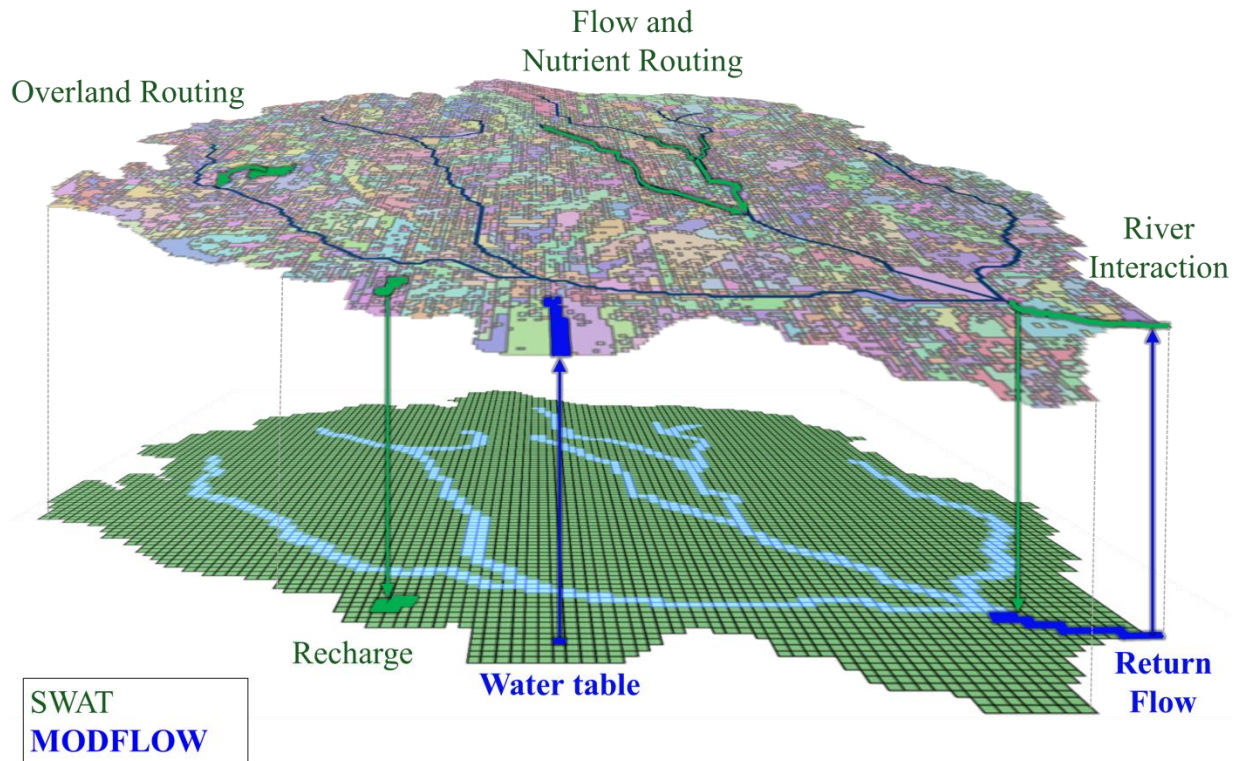 Flow and
Nutrient Routing
Overland Routing
River
Interaction
Recharge
Water table
Return
Flow
SWAT
MODFLOW